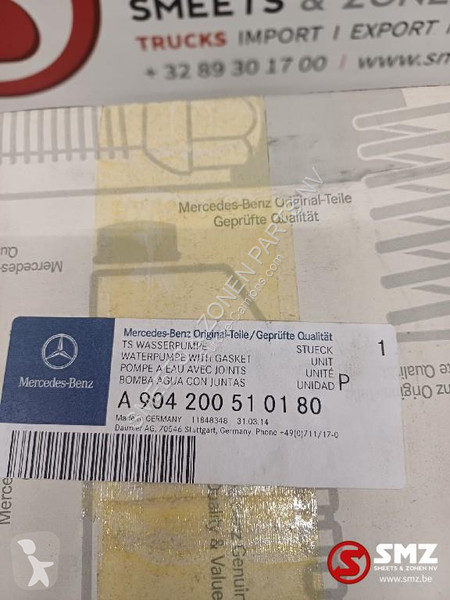 SMEETS & ZONEN
TRUCKS IMPORT / EXPORT
+ 32 89 30 17 00 www.sm
Mercedes-Benz Original-Teile
Geprüfte Qualität
Mercedes-Benz
Mercedes-Benz Original-Teile/Geprüfte Qualität
TS WASSERPUMPE STUECK 1
WATERPUMPE WITH GASKET UNIT
POMPE A EAU AVEC JOINTS UNITÉ
BOMBA AGUA CON JUNTAS UNIDAD P
A 904 200 51 01 80
Made in GERMANY 11848348 31.03.14
Daimler AG, 70546 Stuttgart, Germany, Phone +49(0)711/17-0
SMZ
SMEETS & ZONEN NV
www.smz.be